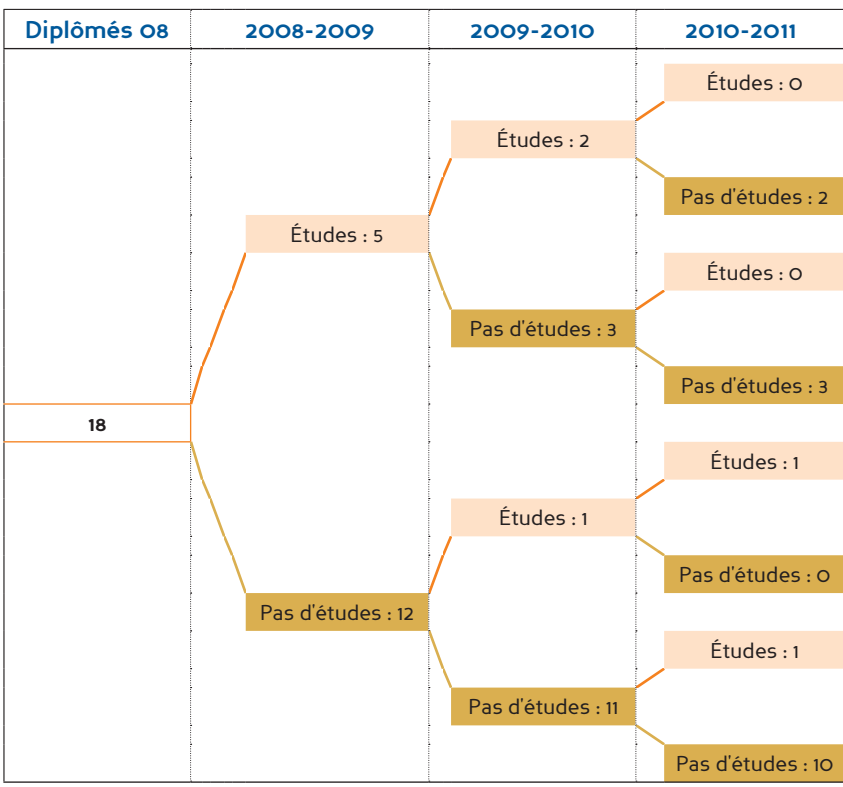 Diplômés 08 2008-2009 2009-2010 2010-2011
Études : 0
Études : 2
Pas d'études : 2
Études : 5
Études : 0
Pas d'études : 3
Pas d'études : 3
18
Études : 1
Études : 1
Pas d'études : 0
Pas d'études : 12
Études : 1
Pas d'études : 11
Pas d'études : 10